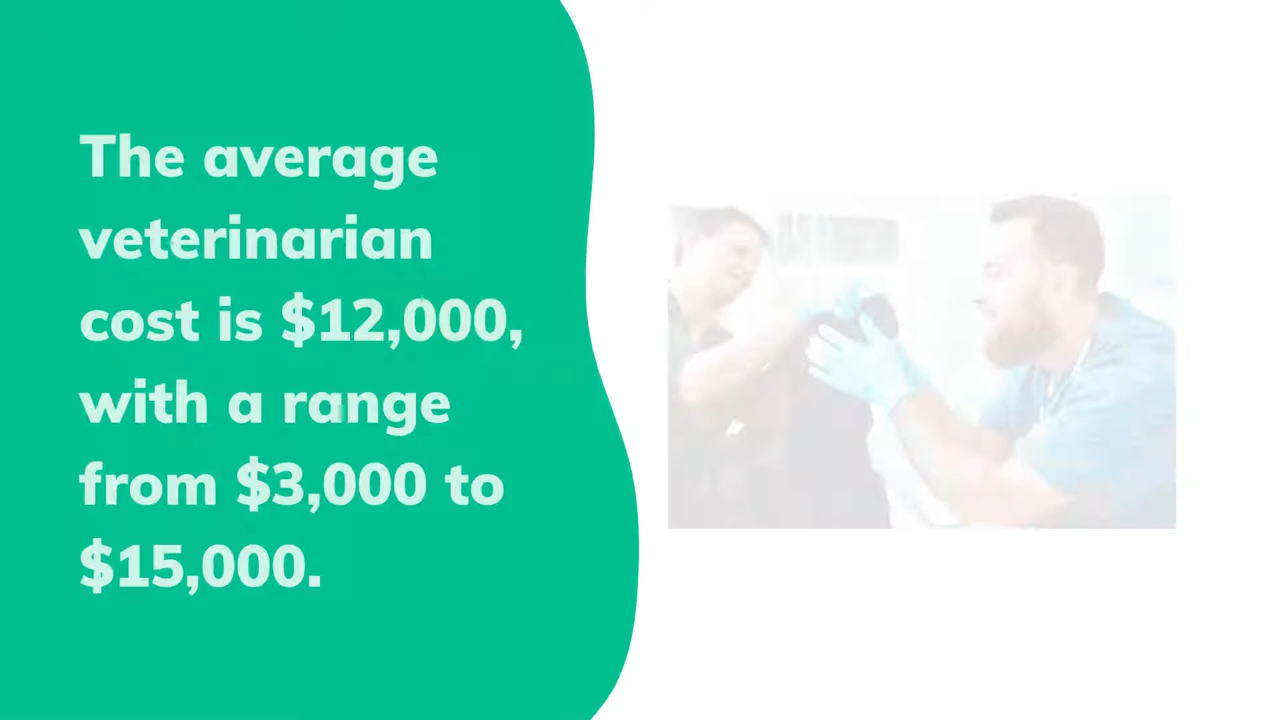 The average
veterinarian
cost is $12,000,
with a range
from $3,000 to
$15,000.